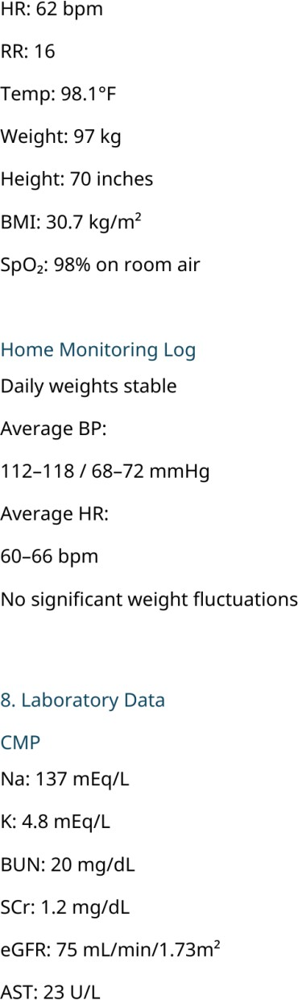 HR: 62 bpm
RR: 16
Temp: 98.1°F
Weight: 97 kg
Height: 70 inches
BMI: 30.7 kg/m²
SpO₂: 98% on room air
Home Monitoring Log
Daily weights stable
Average BP:
112–118 / 68–72 mmHg
Average HR:
60–66 bpm
No significant weight fluctuations
8. Laboratory Data
CMP
Na: 137 mEq/L
K: 4.8 mEq/L
BUN: 20 mg/dL
SCr: 1.2 mg/dL
eGFR: 75 mL/min/1.73m²
AST: 23 U/L